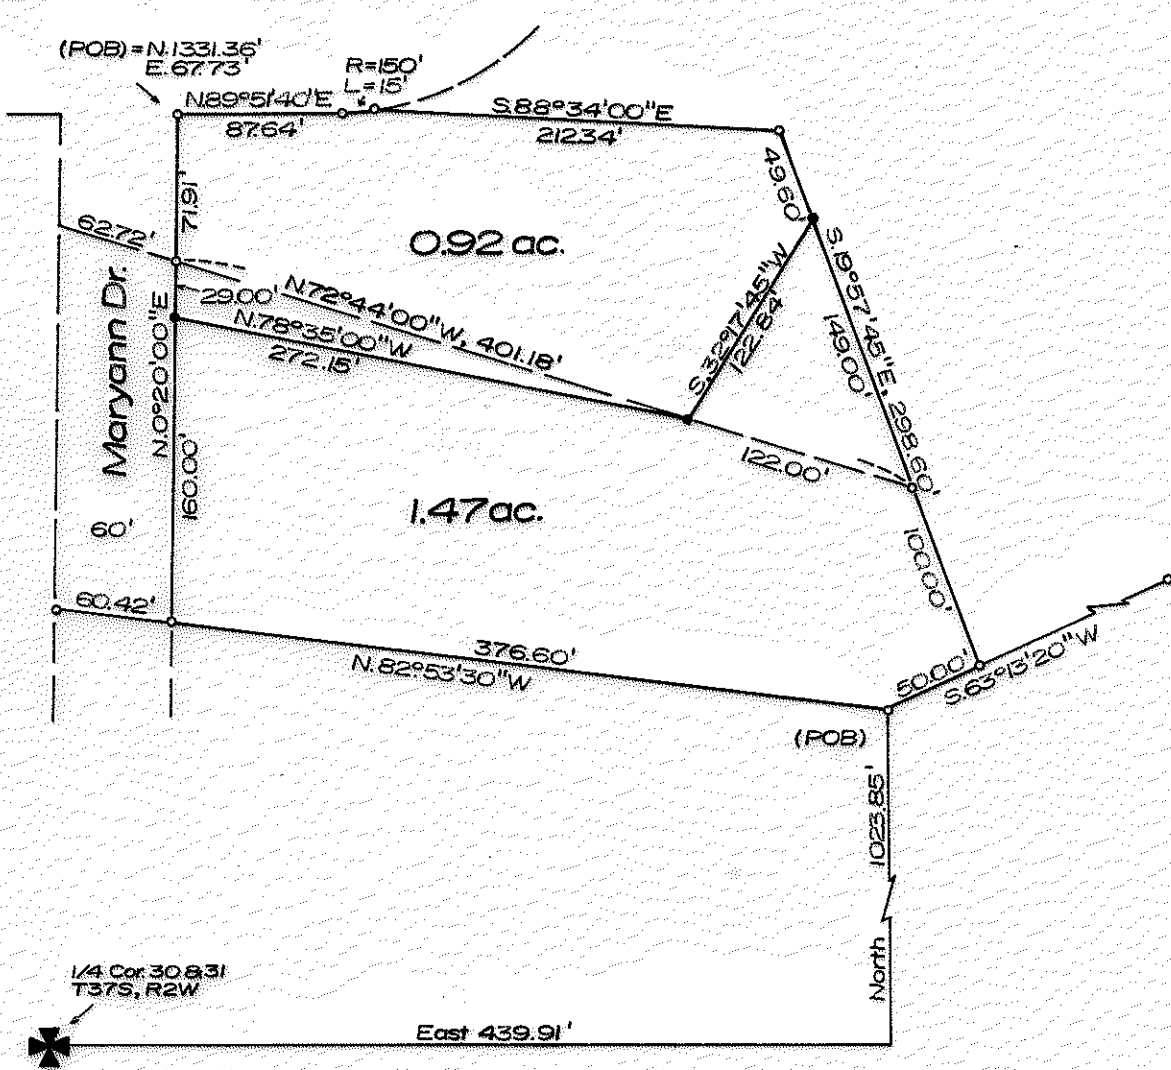 (POB) = N.1331.36'
E. 67.73'
R=150'
L=15'
N.89°51'40"E
87.64'
S.88°34'00"E
212.34'
49.60'
71.91'
62.72'
0.92 ac.
S.19°57'45"E, 298.60'
149.00'
S.32°17'45"W
122.84'
29.00'
N.72°44'00"W, 401.18'
N.78°35'00"W
272.15'
Maryann Dr.
N.0°20'00"E
160.00'
122.00'
1.47ac.
60'
100.00'
60.42'
376.60'
N.82°53'30"W
50.00'
S.63°13'20"W
(POB)
1023.85'
North
1/4 Cor. 30&31
T37S, R2W
East 439.91'